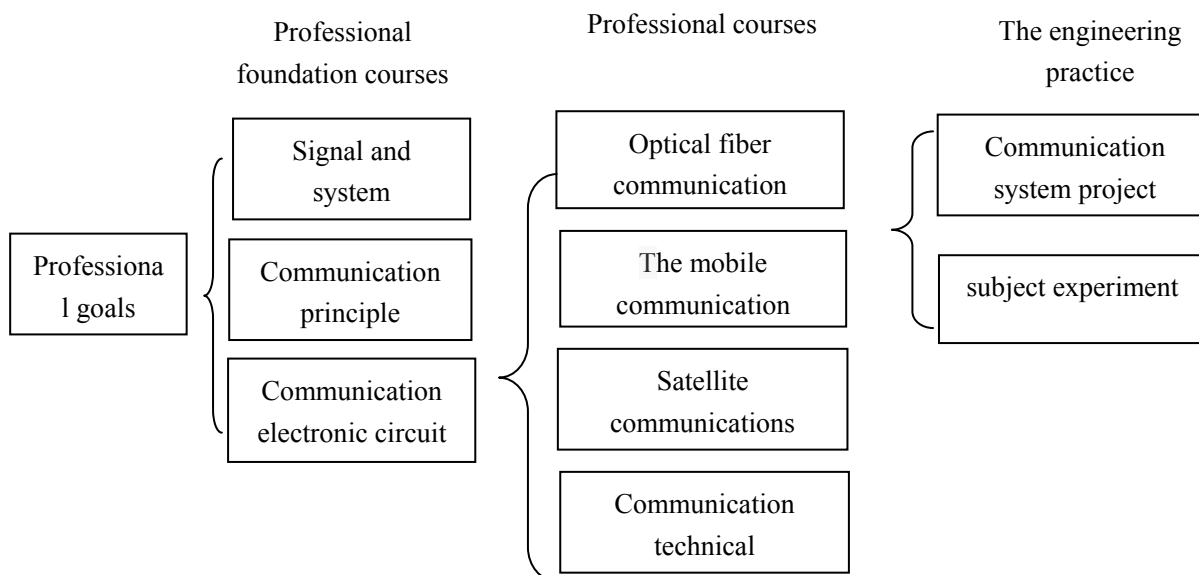 Professional
foundation courses
Professional courses
The engineering
practice
Signal and
system
Optical fiber
communication
Communication
system project
Professiona
l goals
Communication
principle
The mobile
communication
subject experiment
Communication
electronic circuit
Satellite
communications
Communication
technical